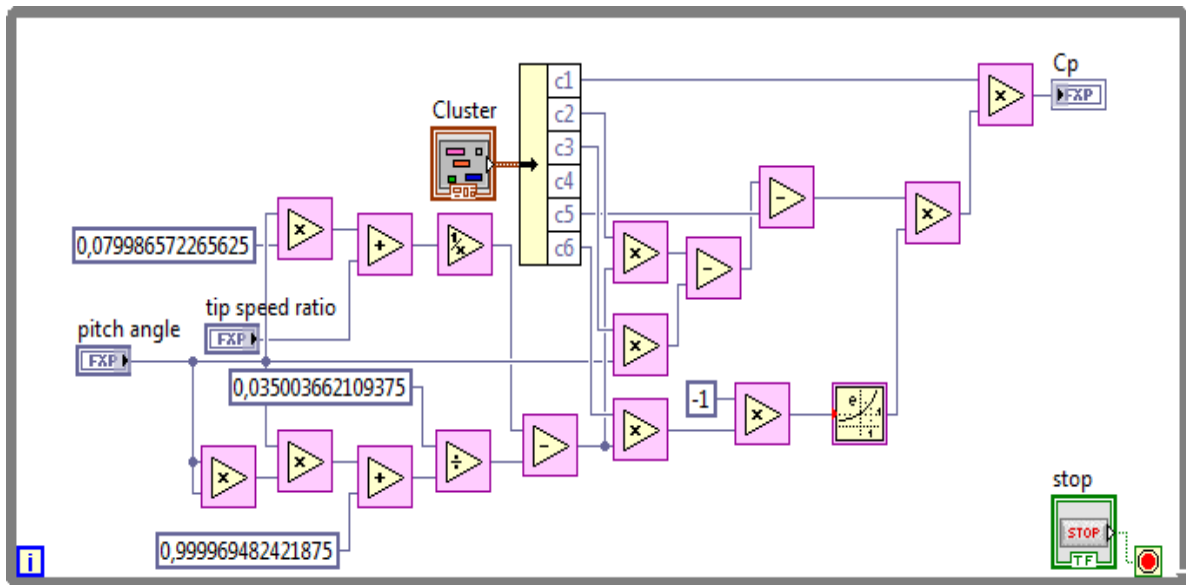 Cp
FXP
Cluster
c1
c2
c3
c4
c5
c6
0,079986572265625
x
+
1/x
x
-
-
x
x
tip speed ratio
FXP
pitch angle
FXP
x
0,035003662109375
-1
x
x
e
-
÷
x
x
+
0,999969482421875
stop
STOP
TF
i